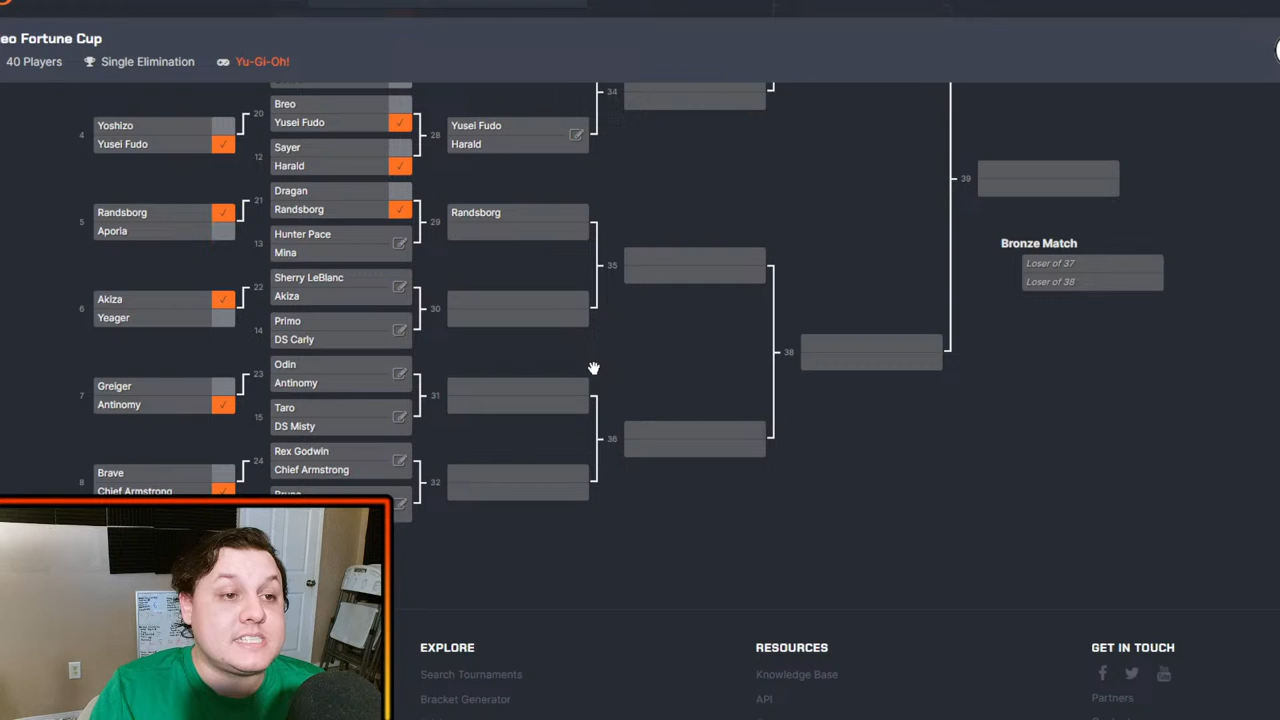 eo Fortune Cup
40 Players
Single Elimination
Yu-Gi-Oh!
4
Yoshizo
Yusei Fudo
5
Randsborg
Aporia
6
Akiza
Yeager
7
Greiger
Antinomy
8
Brave
Chief Armstrong
20
Breo
Yusei Fudo
12
Sayer
Harald
21
Dragan
Randsborg
13
Hunter Pace
Mina
22
Sherry LeBlanc
Akiza
14
Primo
DS Carly
23
Odin
Antinomy
15
Taro
DS Misty
24
Rex Godwin
Chief Armstrong
28
Yusei Fudo
Harald
29
Randsborg
30
31
32
34
35
36
38
39
Bronze Match
Loser of 37
Loser of 38
EXPLORE
Search Tournaments
Bracket Generator
RESOURCES
Knowledge Base
API
GET IN TOUCH
Partners